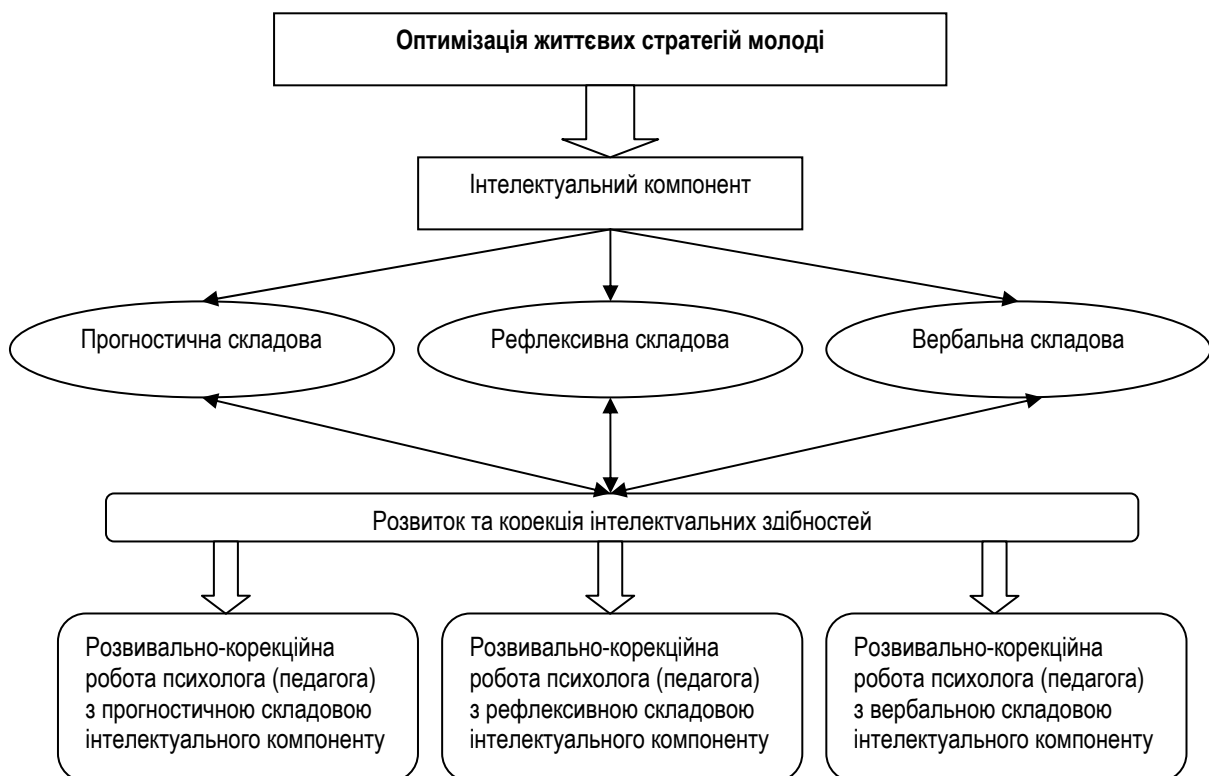 Оптимізація життєвих стратегій молоді
Інтелектуальний компонент
Прогностична складова
Рефлексивна складова
Вербальна складова
Розвиток та корекція інтелектуальних здібностей
Розвивально-корекційна
робота психолога (педагога)
з прогностичною складовою
інтелектуального компоненту
Розвивально-корекційна
робота психолога (педагога)
з рефлексивною складовою
інтелектуального компоненту
Розвивально-корекційна
робота психолога (педагога)
з вербальною складовою
інтелектуального компоненту